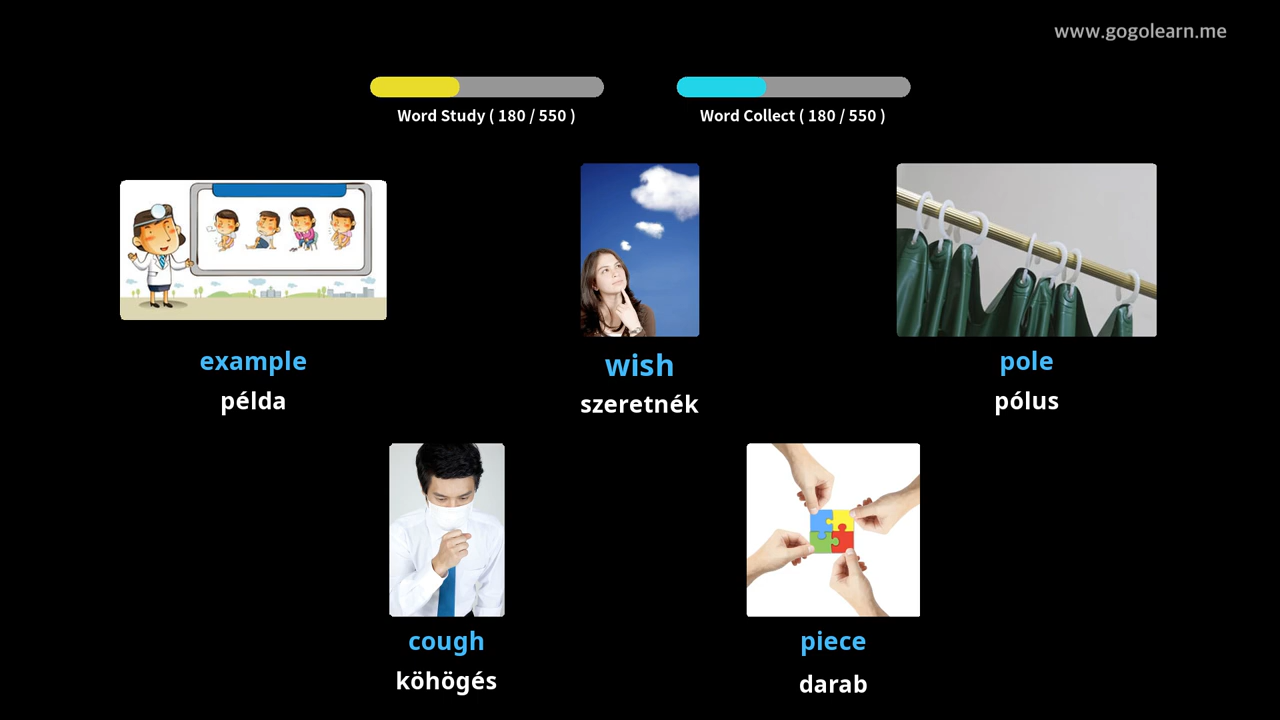 www.gogolearn.me
Word Study ( 180 / 550 )
Word Collect ( 180 / 550 )
example
példa
wish
szeretnék
pole
pólus
cough
köhögés
piece
darab